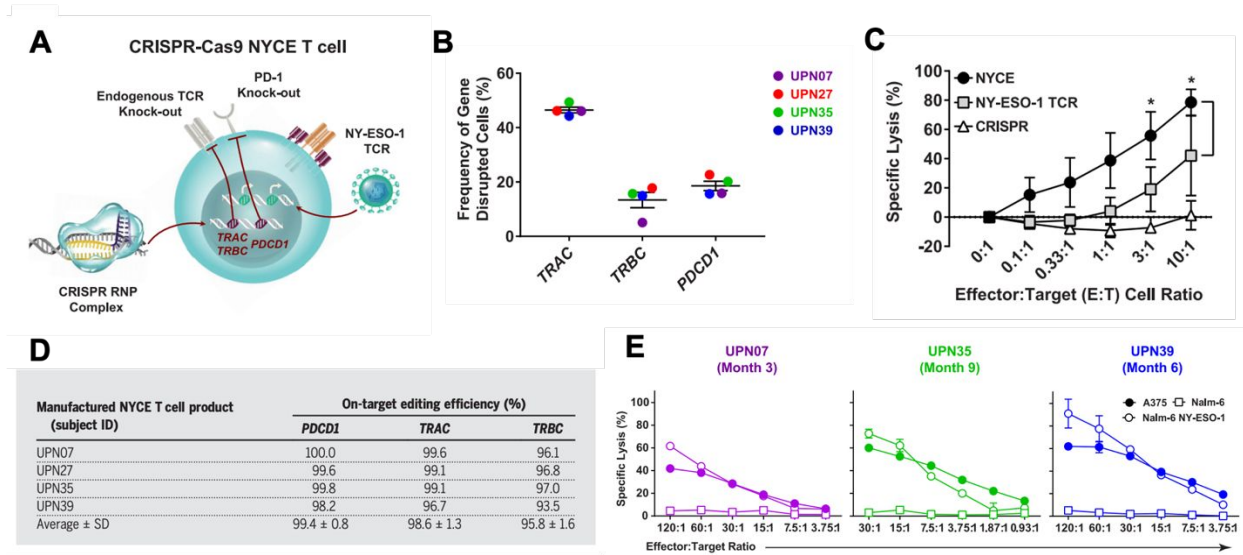 A
CRISPR-Cas9 NYCE T cell
Endogenous TCR
Knock-out
PD-1
Knock-out
NY-ESO-1
TCR
TRAC
TRBC
PDCD1
CRISPR RNP
Complex
B
Frequency of Gene
Disrupted Cells (%)
60
40
20
0
TRAC
TRBC
PDCD1
UPN07
UPN27
UPN35
UPN39
C
Specific Lysis (%)
100
80
60
40
20
0
-20
NYCE
NY-ESO-1 TCR
CRISPR
*
*
0:1
0.1:1
0.33:1
1:1
3:1
10:1
Effector:Target (E:T) Cell Ratio
D
Manufactured NYCE T cell product
(subject ID)
On-target editing efficiency (%)
PDCD1 TRAC TRBC
UPN07 100.0 99.6 96.1
UPN27 99.6 99.1 96.8
UPN35 99.8 99.1 97.0
UPN39 98.2 96.7 93.5
Average ± SD 99.4 ± 0.8 98.6 ± 1.3 95.8 ± 1.6
E
UPN07
(Month 3)
UPN35
(Month 9)
UPN39
(Month 6)
Specific Lysis (%)
100
80
60
40
20
0
A375 Nalm-6
Nalm-6 NY-ESO-1
120:1 60:1 30:1 15:1 7.5:1 3.75:1
30:1 15:1 7.5:1 3.75:1 1.87:1 0.93:1
120:1 60:1 30:1 15:1 7.5:1 3.75:1
Effector:Target Ratio